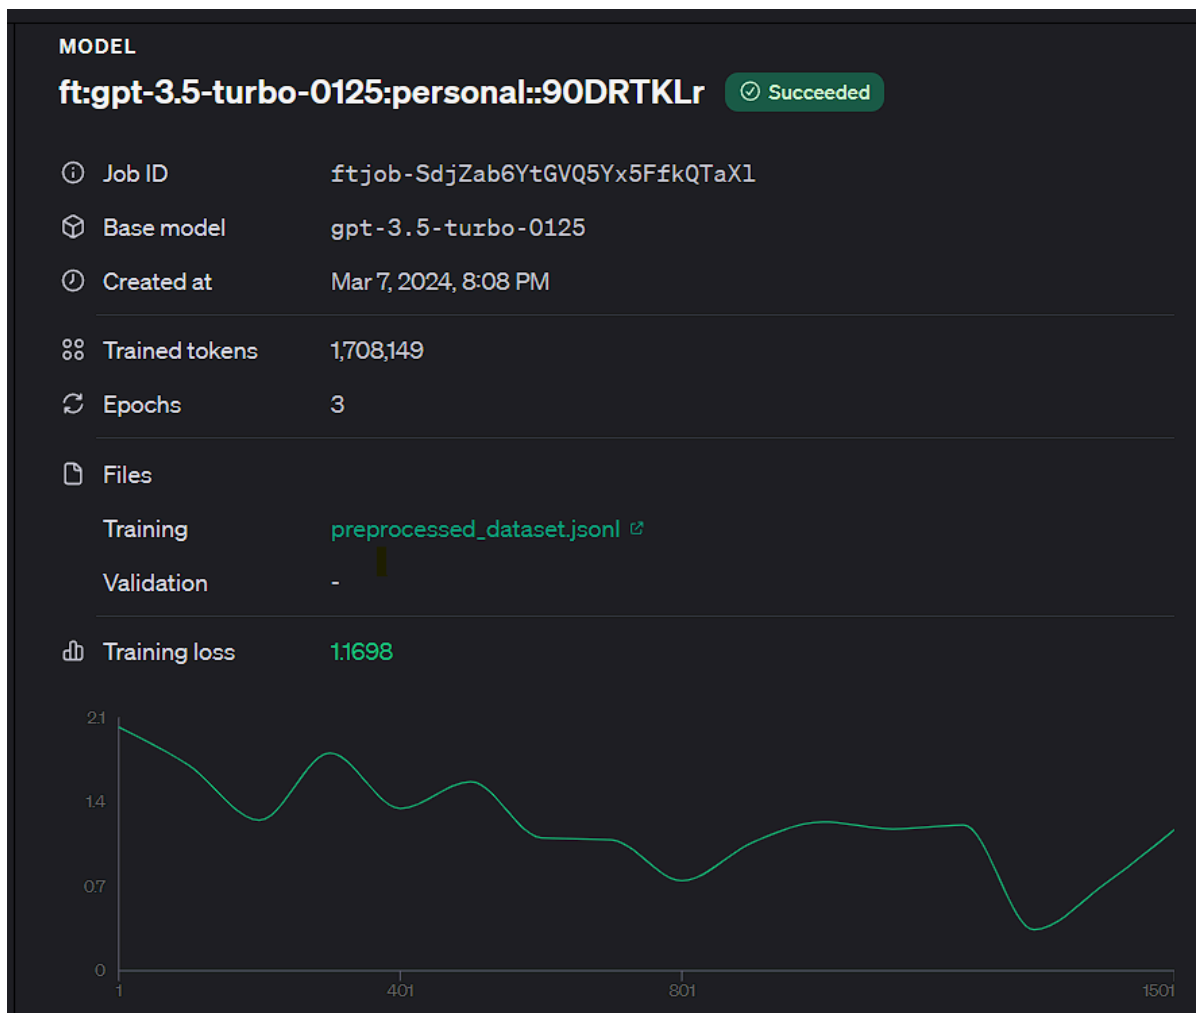 MODEL
ft:gpt-3.5-turbo-0125:personal::90DRTKLr Succeeded
Job ID ftjob-SdjZab6YtGVQ5Yx5FfkQTaXl
Base model gpt-3.5-turbo-0125
Created at Mar 7, 2024, 8:08 PM
Trained tokens 1,708,149
Epochs 3
Files
Training preprocessed_dataset.jsonl
Validation -
Training loss 1.1698
2.1
1.4
0.7
0
1 401 801 1501